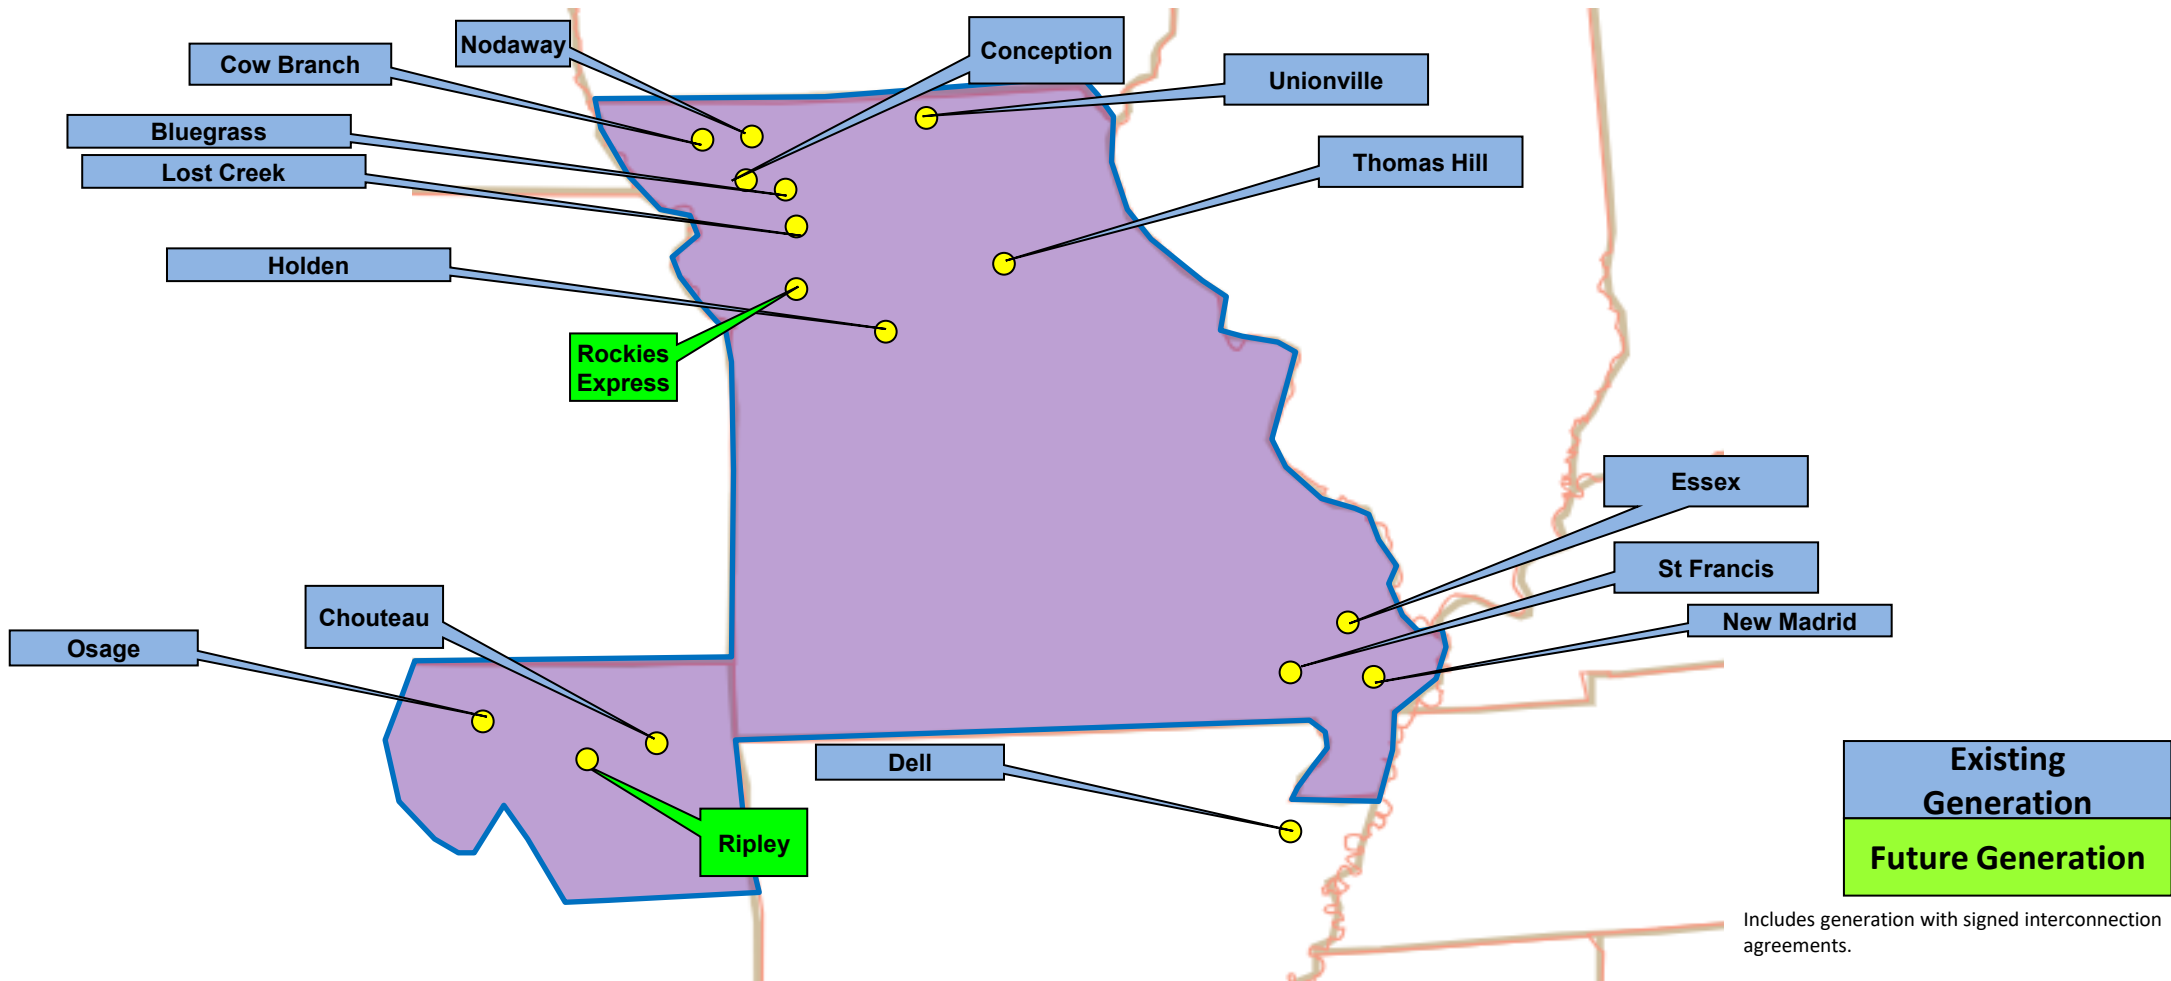 Nodaway
Conception
Cow Branch
Unionville
Bluegrass
Lost Creek
Thomas Hill
Holden
Rockies
Express
Essex
St Francis
New Madrid
Chouteau
Osage
Dell
Ripley
Existing
Generation
Future Generation
Includes generation with signed interconnection
agreements.